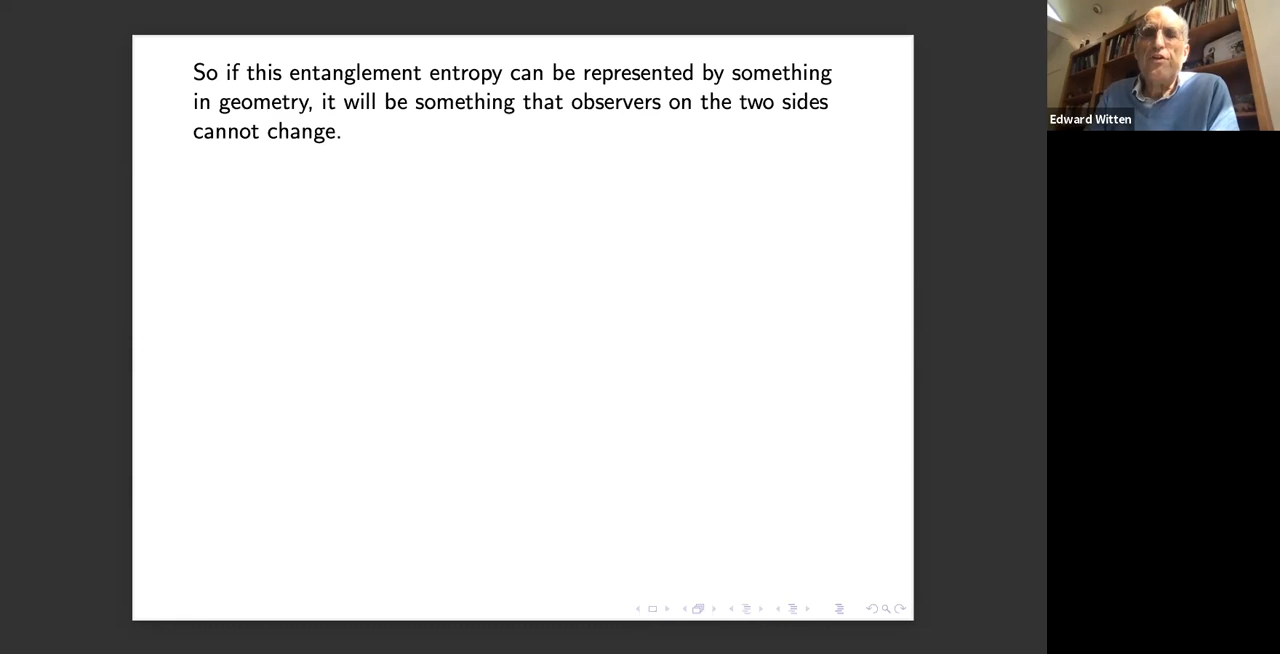 So if this entanglement entropy can be represented by something
in geometry, it will be something that observers on the two sides
cannot change.
Edward Witten